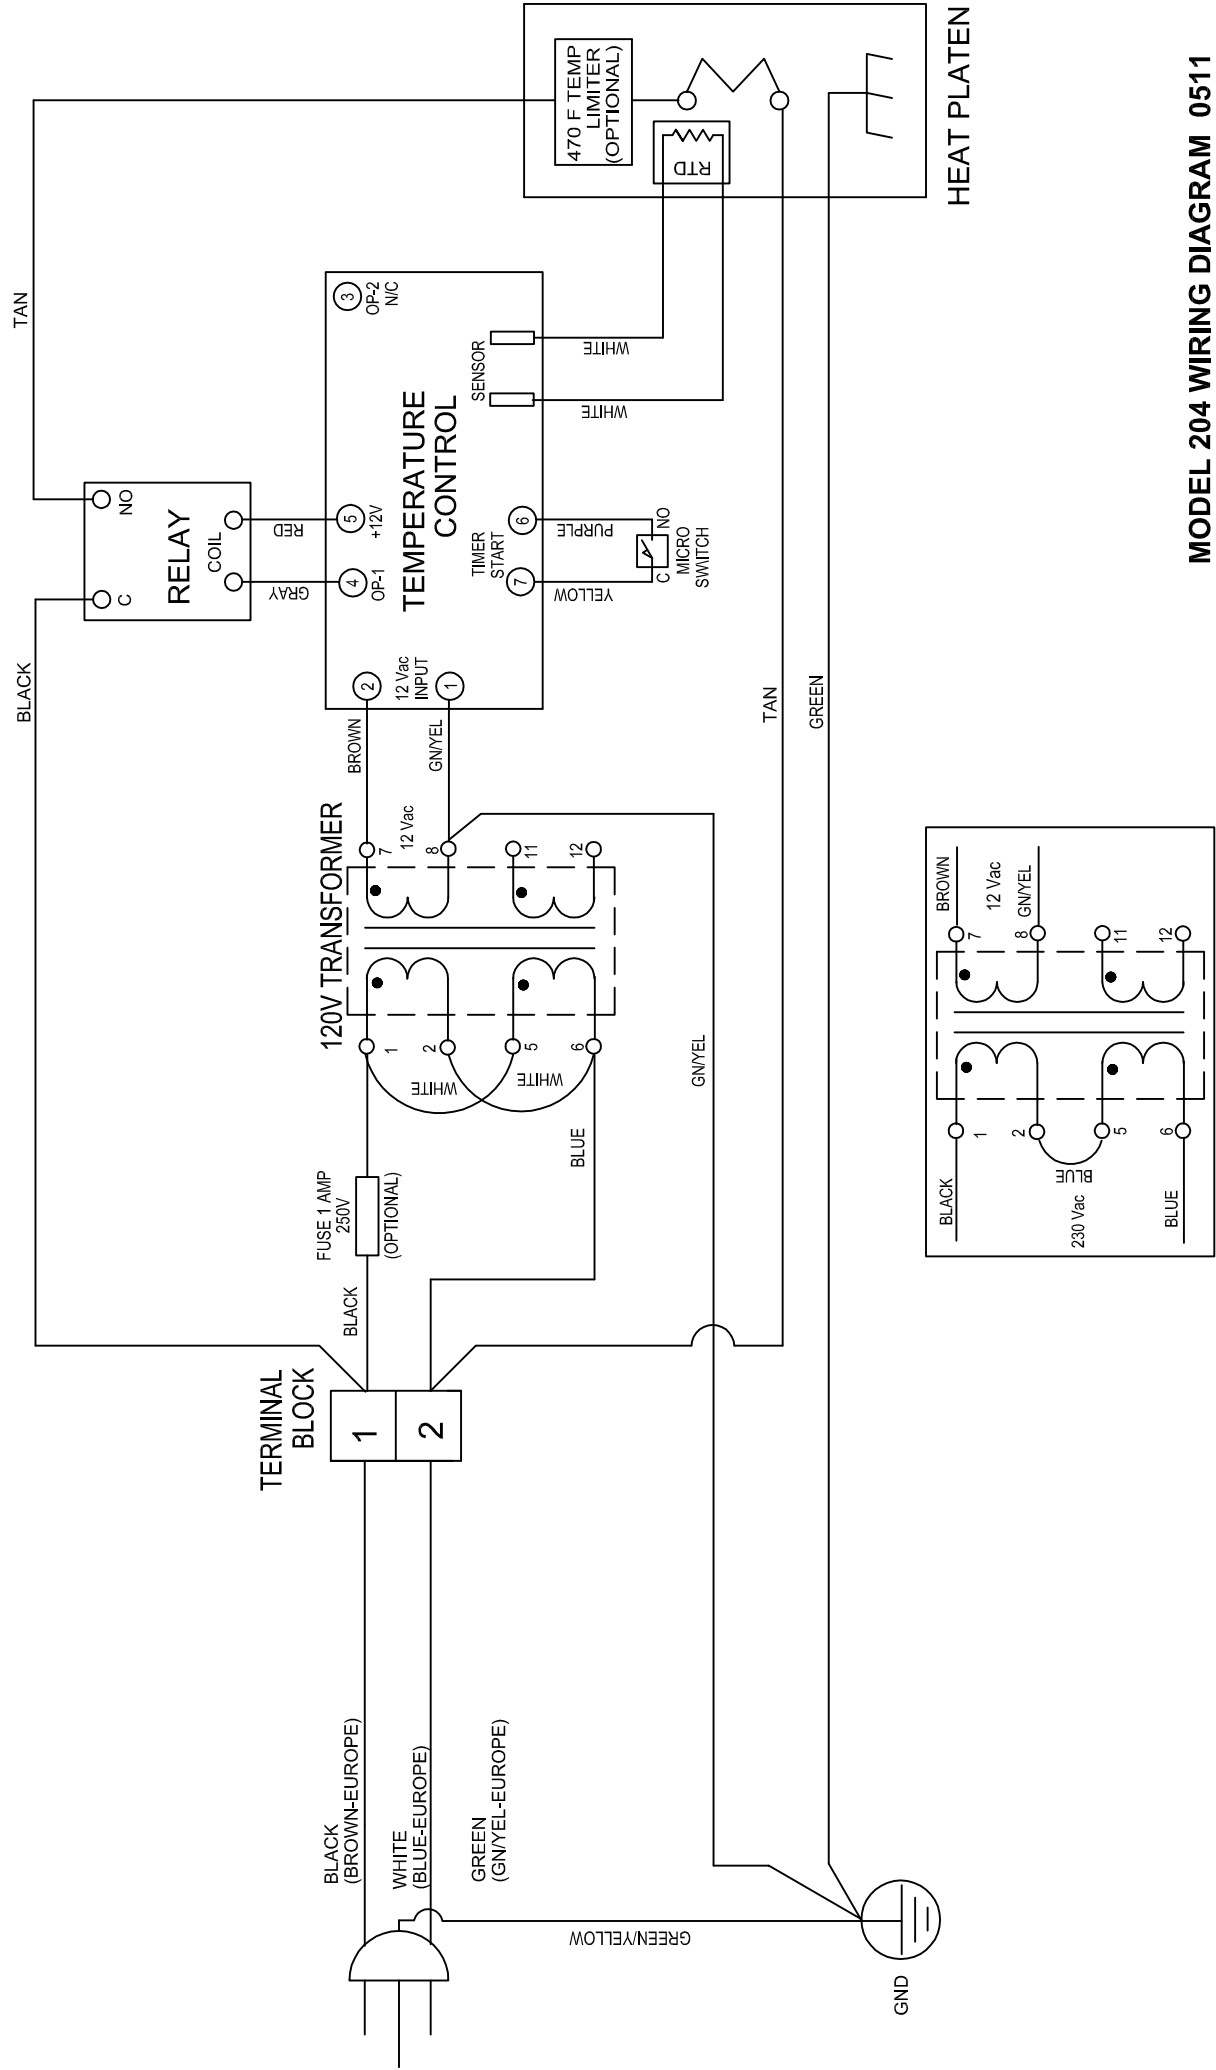 TAN
BLACK
NO
C
RELAY
COIL
RED
GRAY
470 F TEMP
LIMITER
(OPTIONAL)
RTD
HEAT PLATEN
3
OP-2
N/C
SENSOR
WHITE
WHITE
TEMPERATURE
CONTROL
5
+12V
4
OP-1
TIMER
START
6
7
PURPLE
YELLOW
NO
C
MICRO
SWITCH
2
12 Vac
INPUT
1
BROWN
GN/YEL
TAN
GREEN
120V TRANSFORMER
7
12 Vac
8
11
12
1
2
5
6
WHITE
WHITE
GN/YEL
BLUE
FUSE 1 AMP
250V
(OPTIONAL)
BLACK
TERMINAL
BLOCK
1
2
BLACK
(BROWN-EUROPE)
WHITE
(BLUE-EUROPE)
GREEN
(GN/YEL-EUROPE)
GREEN/YELLOW
GND
BROWN
12 Vac
GN/YEL
7
8
11
12
1
2
5
6
BLACK
BLUE
230 Vac
BLUE
MODEL 204 WIRING DIAGRAM 0511